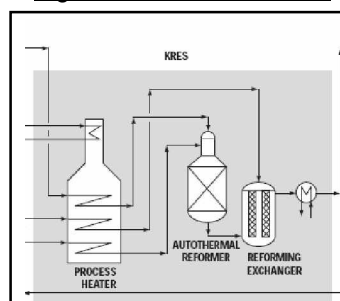 KRES
AUTOTHERMAL
REFORMER
REFORMING
EXCHANGER
PROCESS
HEATER